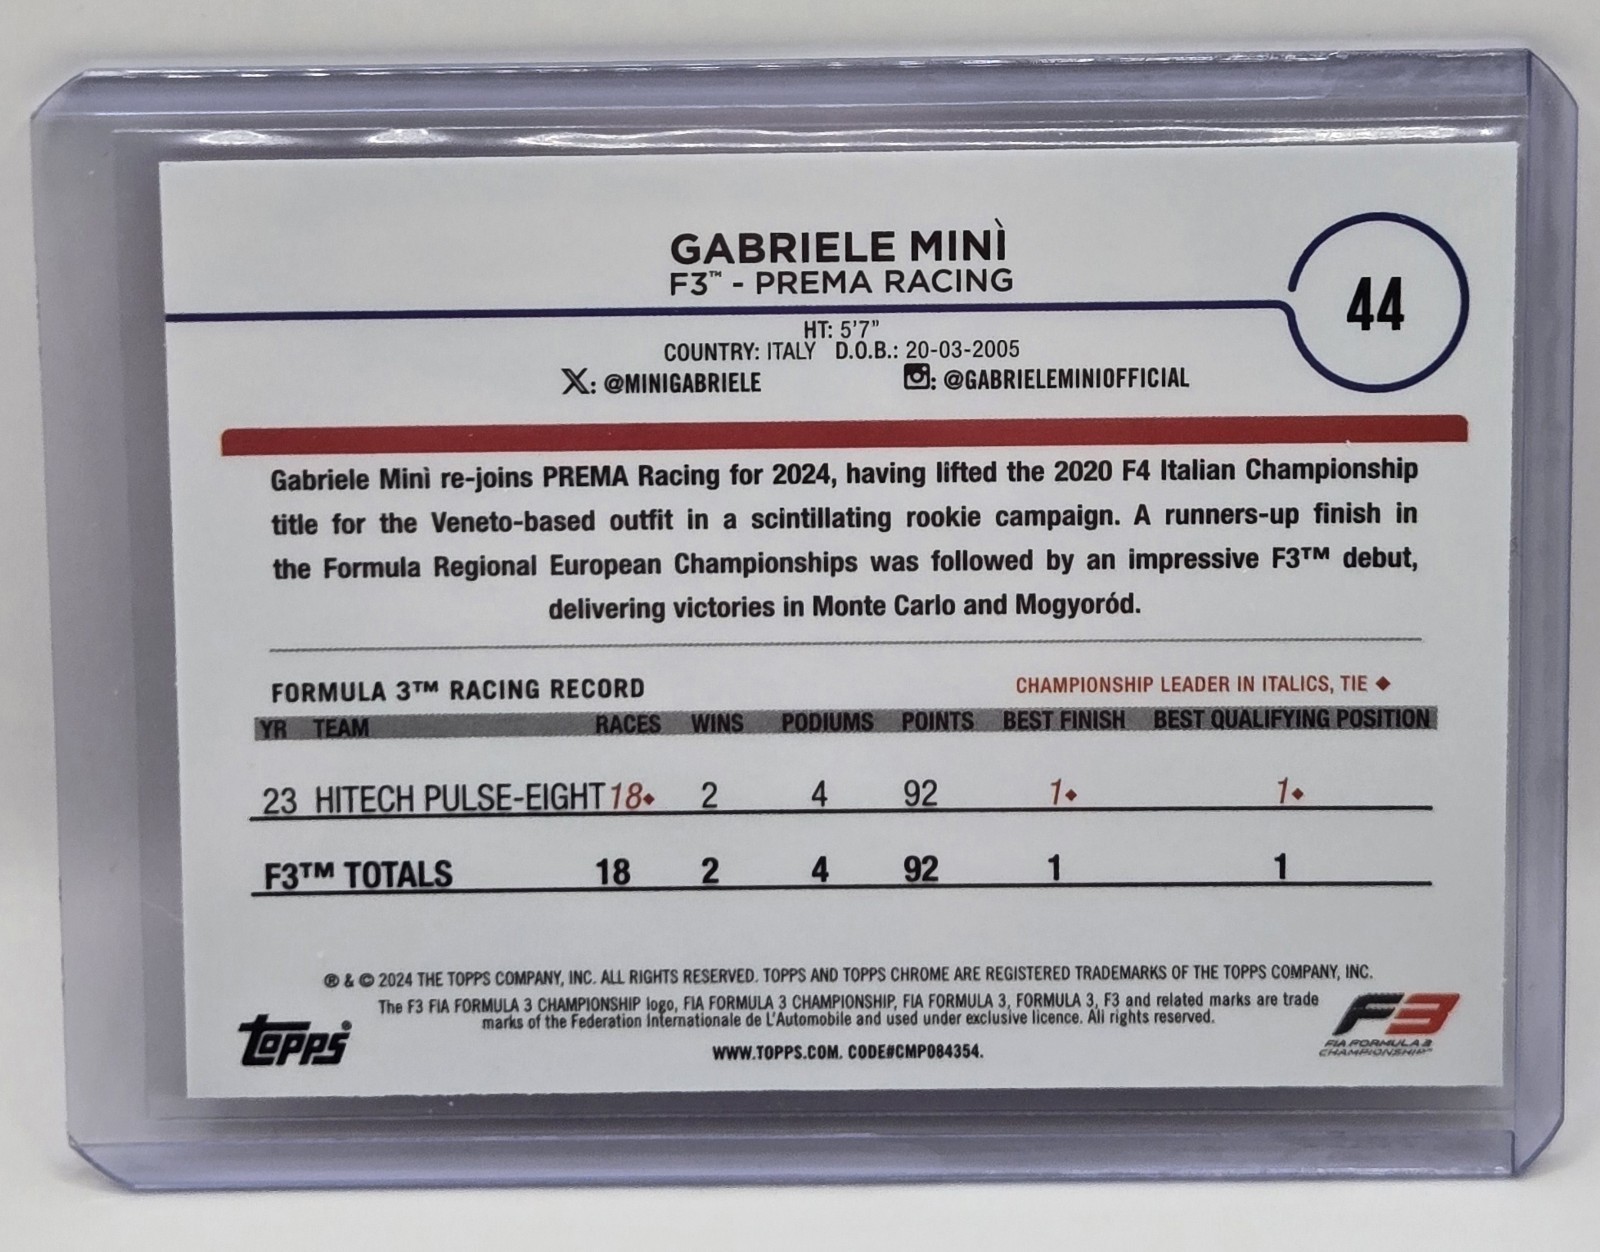 GABRIELE MINÌ
F3™ - PREMA RACING
44
HT: 5'7"
COUNTRY: ITALY D.O.B.: 20-03-2005
X: @MINIGABRIELE : @GABRIELEMINIOFFICIAL
Gabriele Minì re-joins PREMA Racing for 2024, having lifted the 2020 F4 Italian Championship
title for the Veneto-based outfit in a scintillating rookie campaign. A runners-up finish in
the Formula Regional European Championships was followed by an impressive F3™ debut,
delivering victories in Monte Carlo and Mogyoród.
FORMULA 3™ RACING RECORD CHAMPIONSHIP LEADER IN ITALICS, TIE ◆
YR TEAM RACES WINS PODIUMS POINTS BEST FINISH BEST QUALIFYING POSITION
23 HITECH PULSE-EIGHT 18◆ 2 4 92 1◆ 1◆
F3™ TOTALS 18 2 4 92 1 1
® & © 2024 THE TOPPS COMPANY, INC. ALL RIGHTS RESERVED. TOPPS AND TOPPS CHROME ARE REGISTERED TRADEMARKS OF THE TOPPS COMPANY, INC.
The F3 FIA FORMULA 3 CHAMPIONSHIP logo, FIA FORMULA 3 CHAMPIONSHIP, FIA FORMULA 3, FORMULA 3, F3 and related marks are trade
marks of the Federation Internationale de L'Automobile and used under exclusive licence. All rights reserved.
WWW.TOPPS.COM. CODE#CMP084354.
topps®
F3
FIA FORMULA 3
CHAMPIONSHIP™